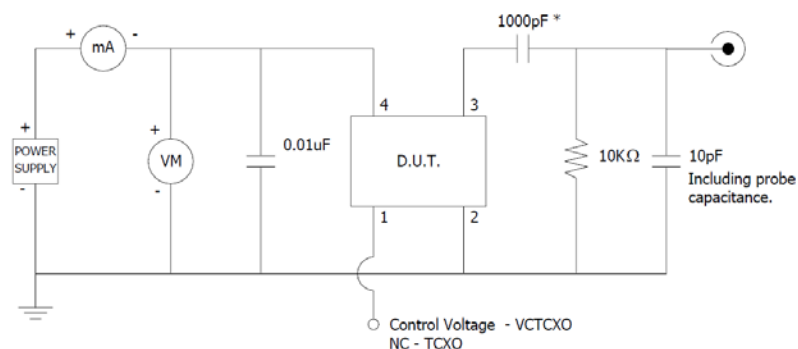 1000pF *
+ mA -
4
3
+
POWER
SUPPLY
-
+
VM
-
0.01uF
D.U.T.
10KΩ
10pF
Including probe
capacitance.
1
2
Control Voltage - VCTCXO
NC - TCXO